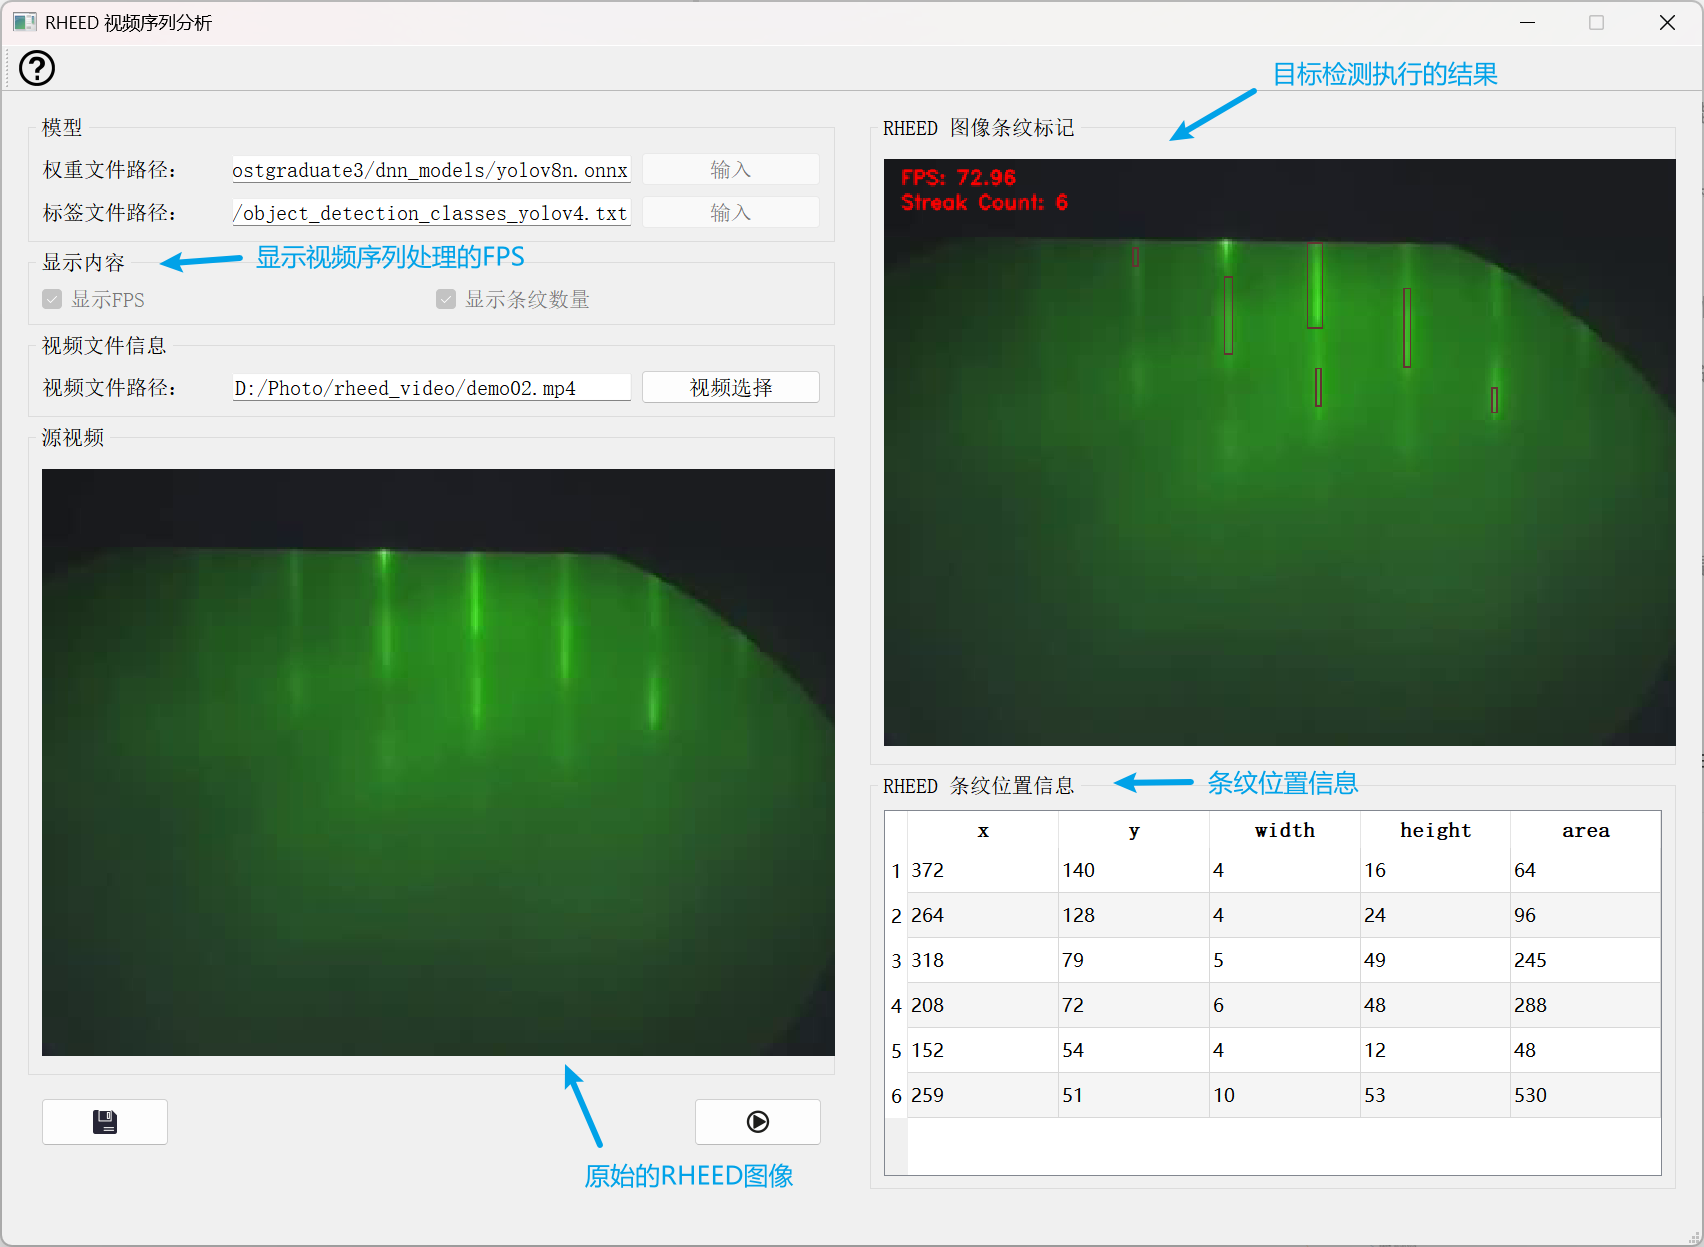 RHEED 视频序列分析
目标检测执行的结果
模型
权重文件路径: ostgraduate3/dnn_models/yolov8n.onnx 输入
标签文件路径: /object_detection_classes_yolov4.txt 输入
显示内容 显示视频序列处理的FPS
显示FPS 显示条纹数量
视频文件信息
视频文件路径: D:/Photo/rheed_video/demo02.mp4 视频选择
源视频
原始的RHEED图像
RHEED 图像条纹标记
FPS: 72.96
Streak Count: 6
RHEED 条纹位置信息 条纹位置信息
x y width height area
1 372 140 4 16 64
2 264 128 4 24 96
3 318 79 5 49 245
4 208 72 6 48 288
5 152 54 4 12 48
6 259 51 10 53 530